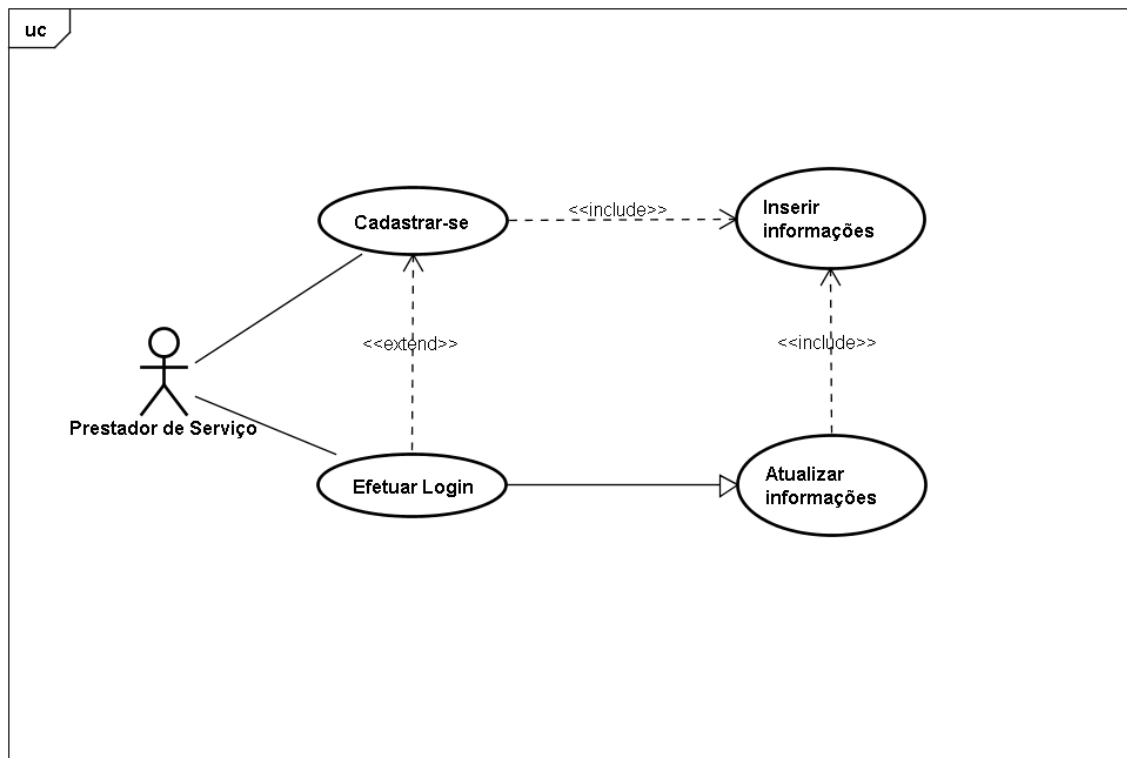 uc
Cadastrar-se
<<include>>
Inserir
informações
<<extend>>
<<include>>
Prestador de Serviço
Efetuar Login
Atualizar
informações